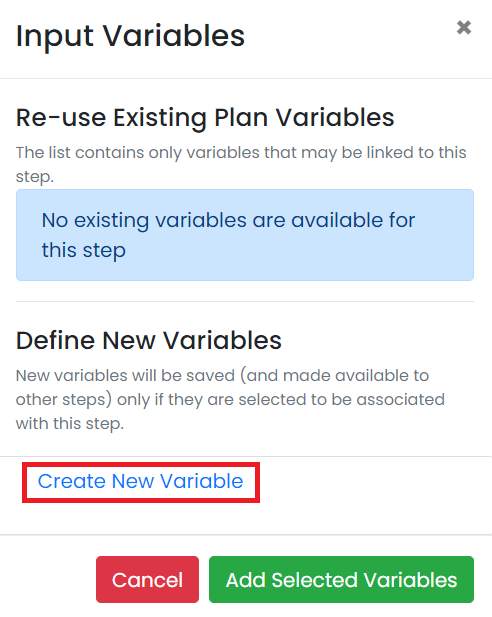 Input Variables
Re-use Existing Plan Variables
The list contains only variables that may be linked to this
step.
No existing variables are available for
this step
Define New Variables
New variables will be saved (and made available to
other steps) only if they are selected to be associated
with this step.
Create New Variable
Cancel
Add Selected Variables